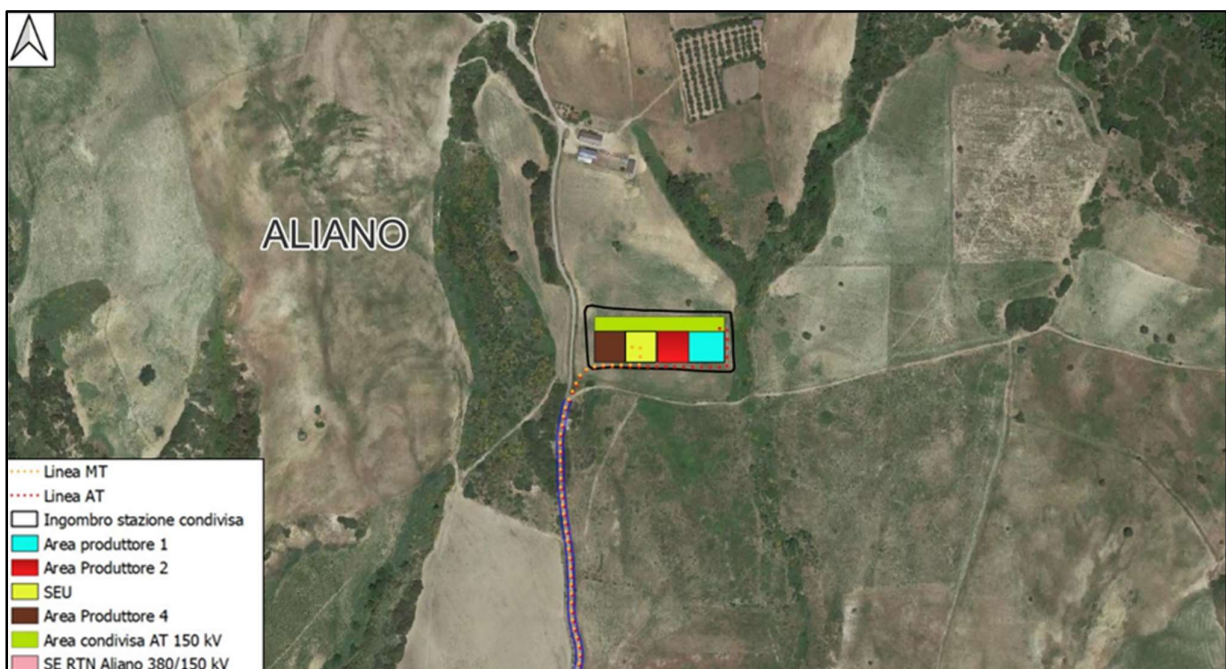 ALIANO
Linea MT
Linea AT
Ingombro stazione condivisa
Area produttore 1
Area Produttore 2
SEU
Area Produttore 4
Area condivisa AT 150 kV
SE RTN Aliano 380/150 kV